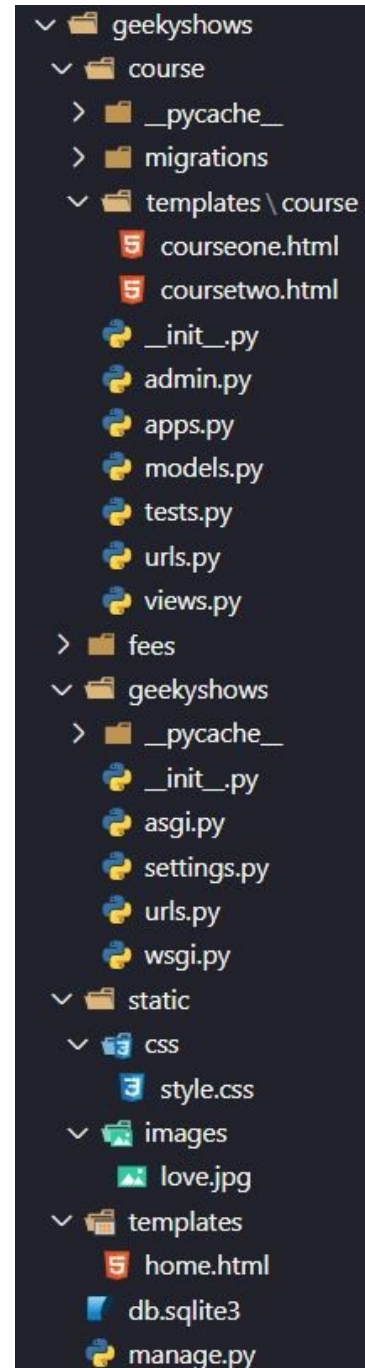 geekyshows
course
__pycache__
migrations
templates \ course
courseone.html
coursetwo.html
__init__.py
admin.py
apps.py
models.py
tests.py
urls.py
views.py
fees
geekyshows
__pycache__
__init__.py
asgi.py
settings.py
urls.py
wsgi.py
static
css
style.css
images
love.jpg
templates
home.html
db.sqlite3
manage.py